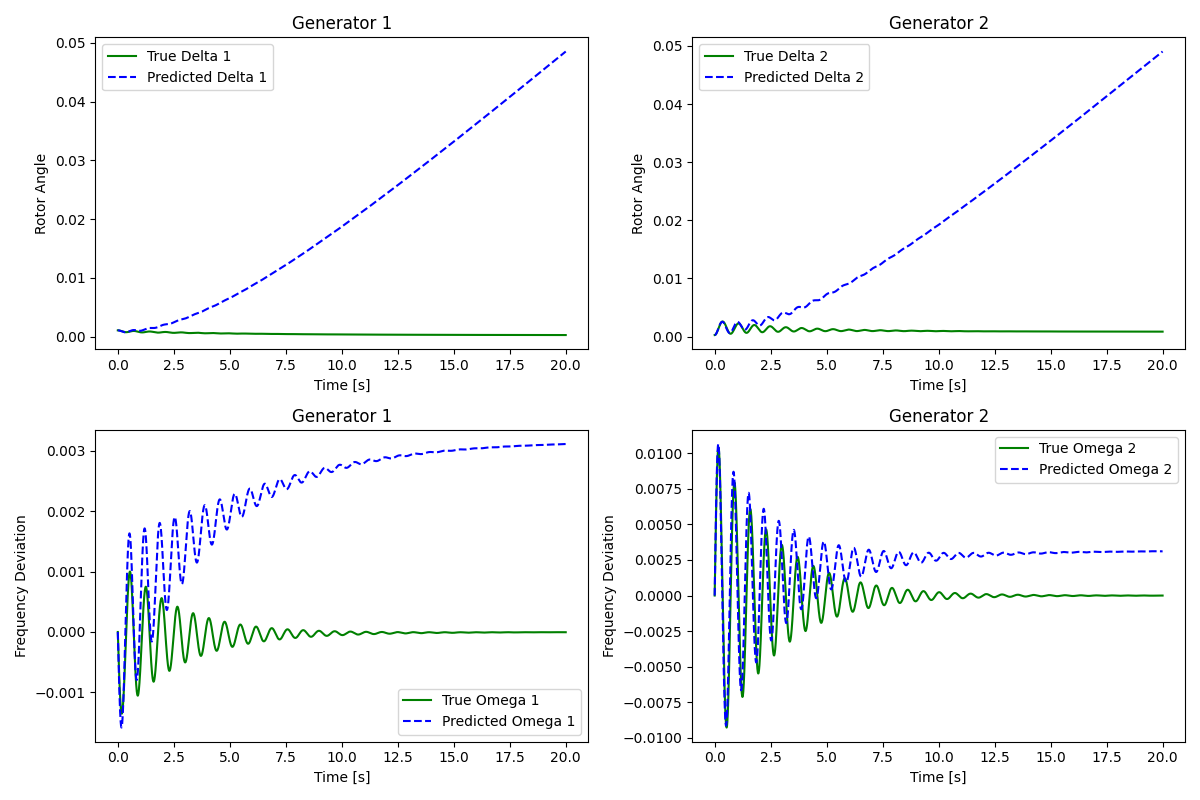 Generator 1
True Delta 1
Predicted Delta 1
Rotor Angle
0.05
0.04
0.03
0.02
0.01
0.00
0.0 2.5 5.0 7.5 10.0 12.5 15.0 17.5 20.0
Time [s]
Generator 2
True Delta 2
Predicted Delta 2
Rotor Angle
0.05
0.04
0.03
0.02
0.01
0.00
0.0 2.5 5.0 7.5 10.0 12.5 15.0 17.5 20.0
Time [s]
Generator 1
Frequency Deviation
0.003
0.002
0.001
0.000
−0.001
True Omega 1
Predicted Omega 1
0.0 2.5 5.0 7.5 10.0 12.5 15.0 17.5 20.0
Time [s]
Generator 2
True Omega 2
Predicted Omega 2
Frequency Deviation
0.0100
0.0075
0.0050
0.0025
0.0000
−0.0025
−0.0050
−0.0075
−0.0100
0.0 2.5 5.0 7.5 10.0 12.5 15.0 17.5 20.0
Time [s]